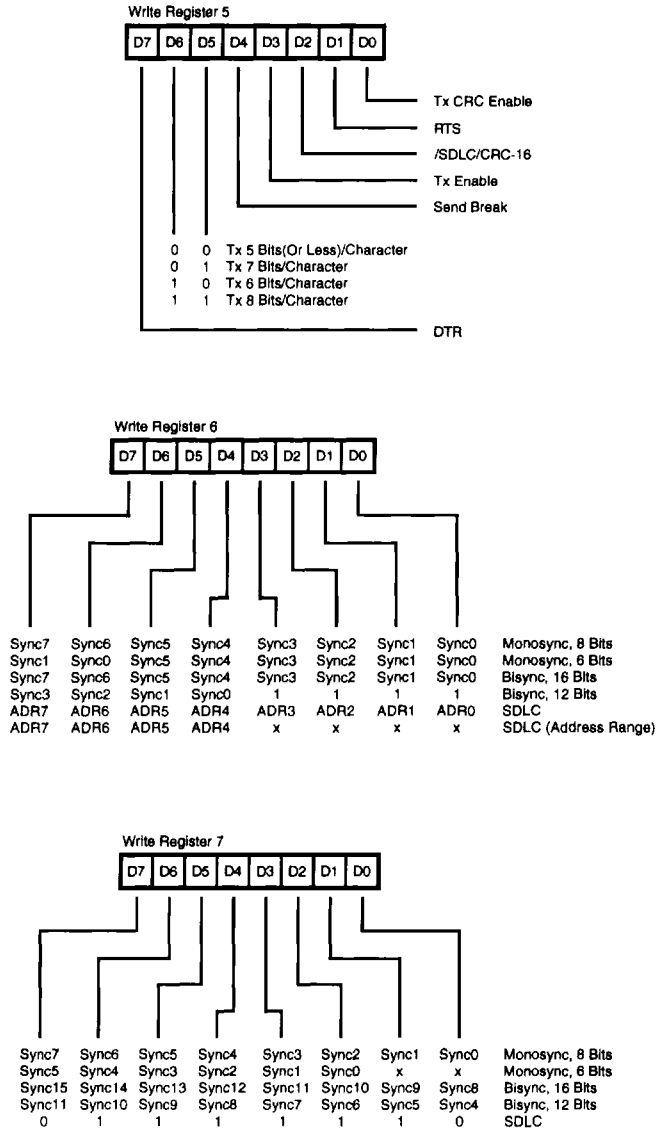 Write Register 5
D7 D6 D5 D4 D3 D2 D1 D0
Tx CRC Enable
RTS
/SDLC/CRC-16
Tx Enable
Send Break
0 0 Tx 5 Bits(Or Less)/Character
0 1 Tx 7 Bits/Character
1 0 Tx 6 Bits/Character
1 1 Tx 8 Bits/Character
DTR
Write Register 6
D7 D6 D5 D4 D3 D2 D1 D0
Sync7 Sync6 Sync5 Sync4 Sync3 Sync2 Sync1 Sync0 Monosync, 8 Bits
Sync1 Sync0 Sync5 Sync4 Sync3 Sync2 Sync1 Sync0 Monosync, 6 Bits
Sync7 Sync6 Sync5 Sync4 Sync3 Sync2 Sync1 Sync0 Bisync, 16 Bits
Sync3 Sync2 Sync1 Sync0 1 1 1 1 Bisync, 12 Bits
ADR7 ADR6 ADR5 ADR4 ADR3 ADR2 ADR1 ADR0 SDLC
ADR7 ADR6 ADR5 ADR4 x x x x SDLC (Address Range)
Write Register 7
D7 D6 D5 D4 D3 D2 D1 D0
Sync7 Sync6 Sync5 Sync4 Sync3 Sync2 Sync1 Sync0 Monosync, 8 Bits
Sync5 Sync4 Sync3 Sync2 Sync1 Sync0 x x Monosync, 6 Bits
Sync15 Sync14 Sync13 Sync12 Sync11 Sync10 Sync9 Sync8 Bisync, 16 Bits
Sync11 Sync10 Sync9 Sync8 Sync7 Sync6 Sync5 Sync4 Bisync, 12 Bits
0 1 1 1 1 1 1 0 SDLC